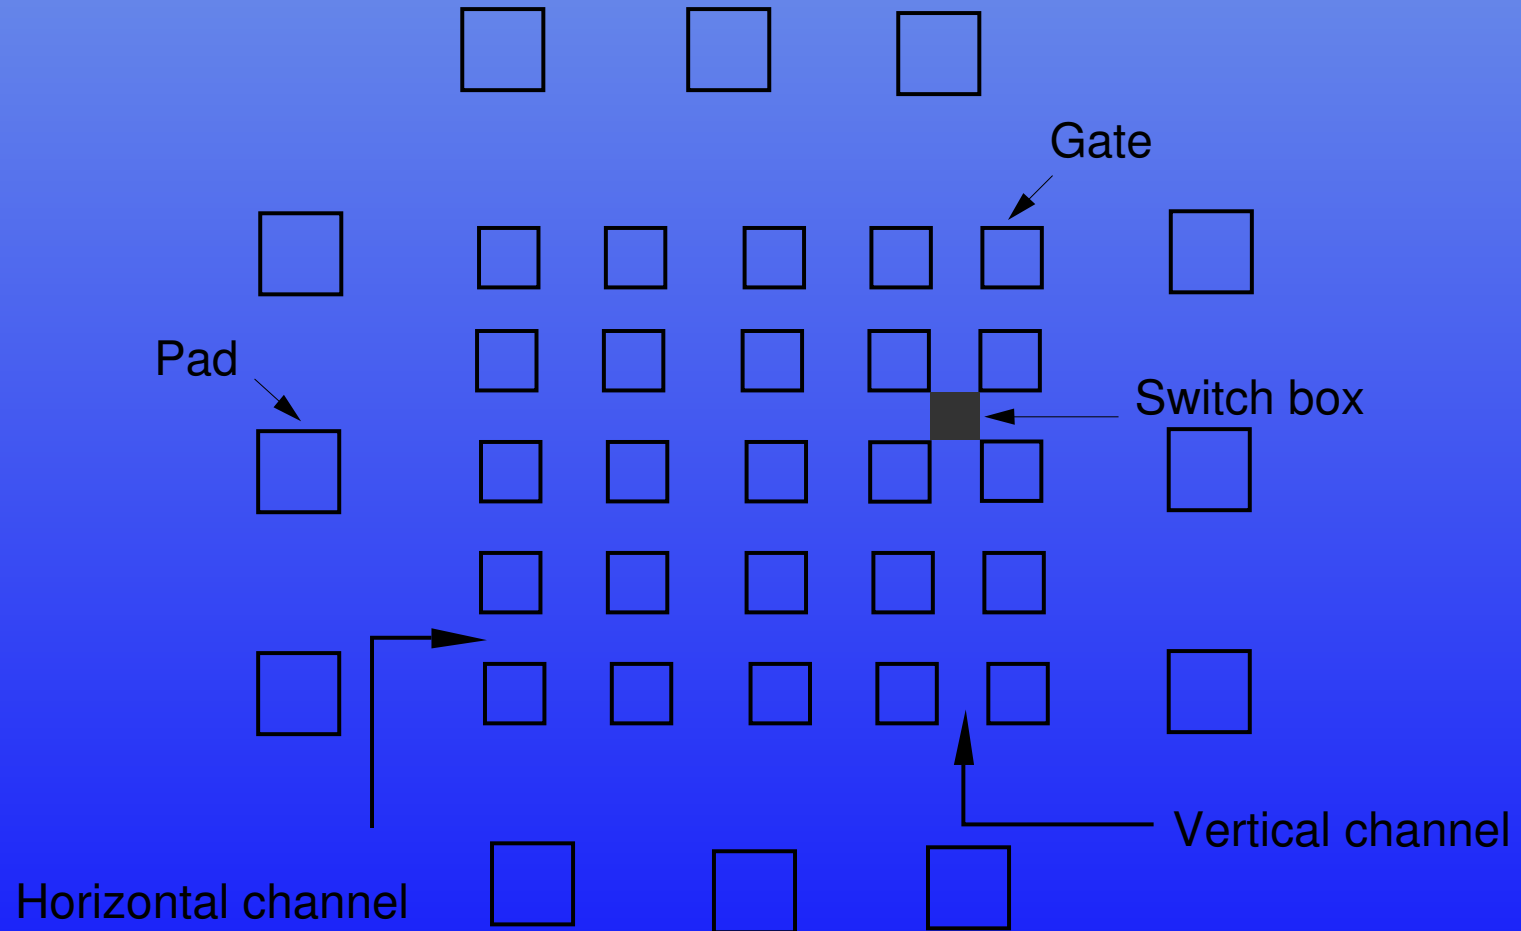 Gate
Pad
Switch box
Vertical channel
Horizontal channel